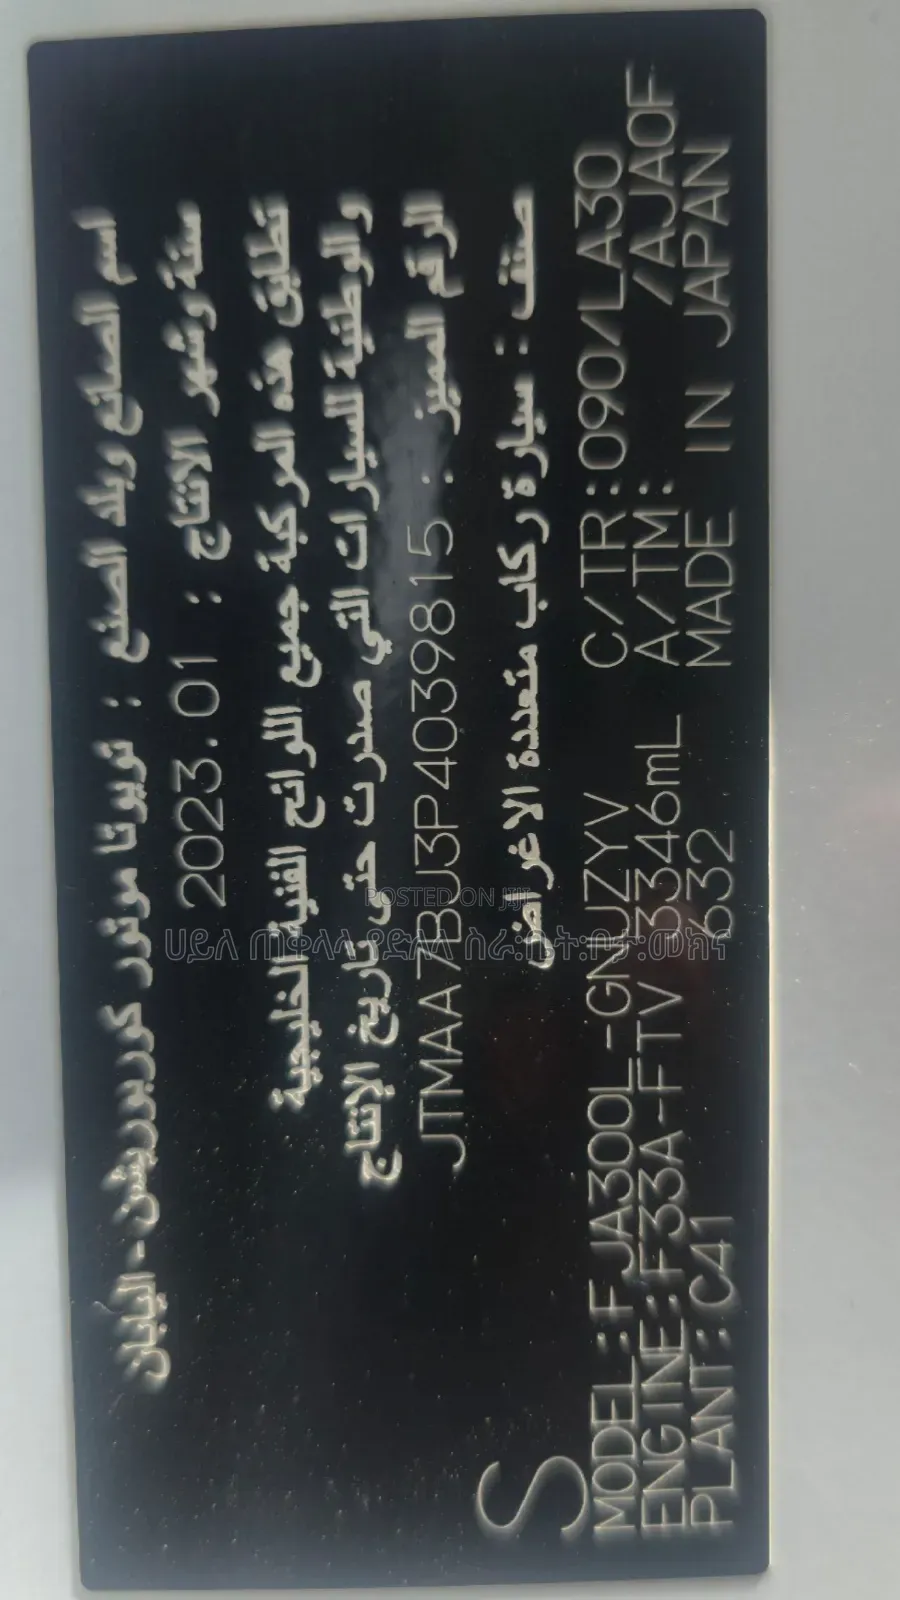 اسم الصانع وبلد الصنع : تويوتا موتور كوربوريشن-اليابان
سنة وشهر الانتاج : 2023.01
تطابق هذه المركبة جميع اللوائح الفنية الخليجية
والوطنية للسيارات التي صدرت حتى تاريخ الإنتاج
الرقم المميز : JTMAA7BJ3P4039815
صنف : سيارة ركاب متعددة الاغراض
S
MODEL:FJA300L-GNUZYV C/TR:090/LA30
ENGINE:F33A-FTV 3346mL A/TM: /AJA0F
PLANT:C41 632 MADE IN JAPAN
POSTED ON JIJI